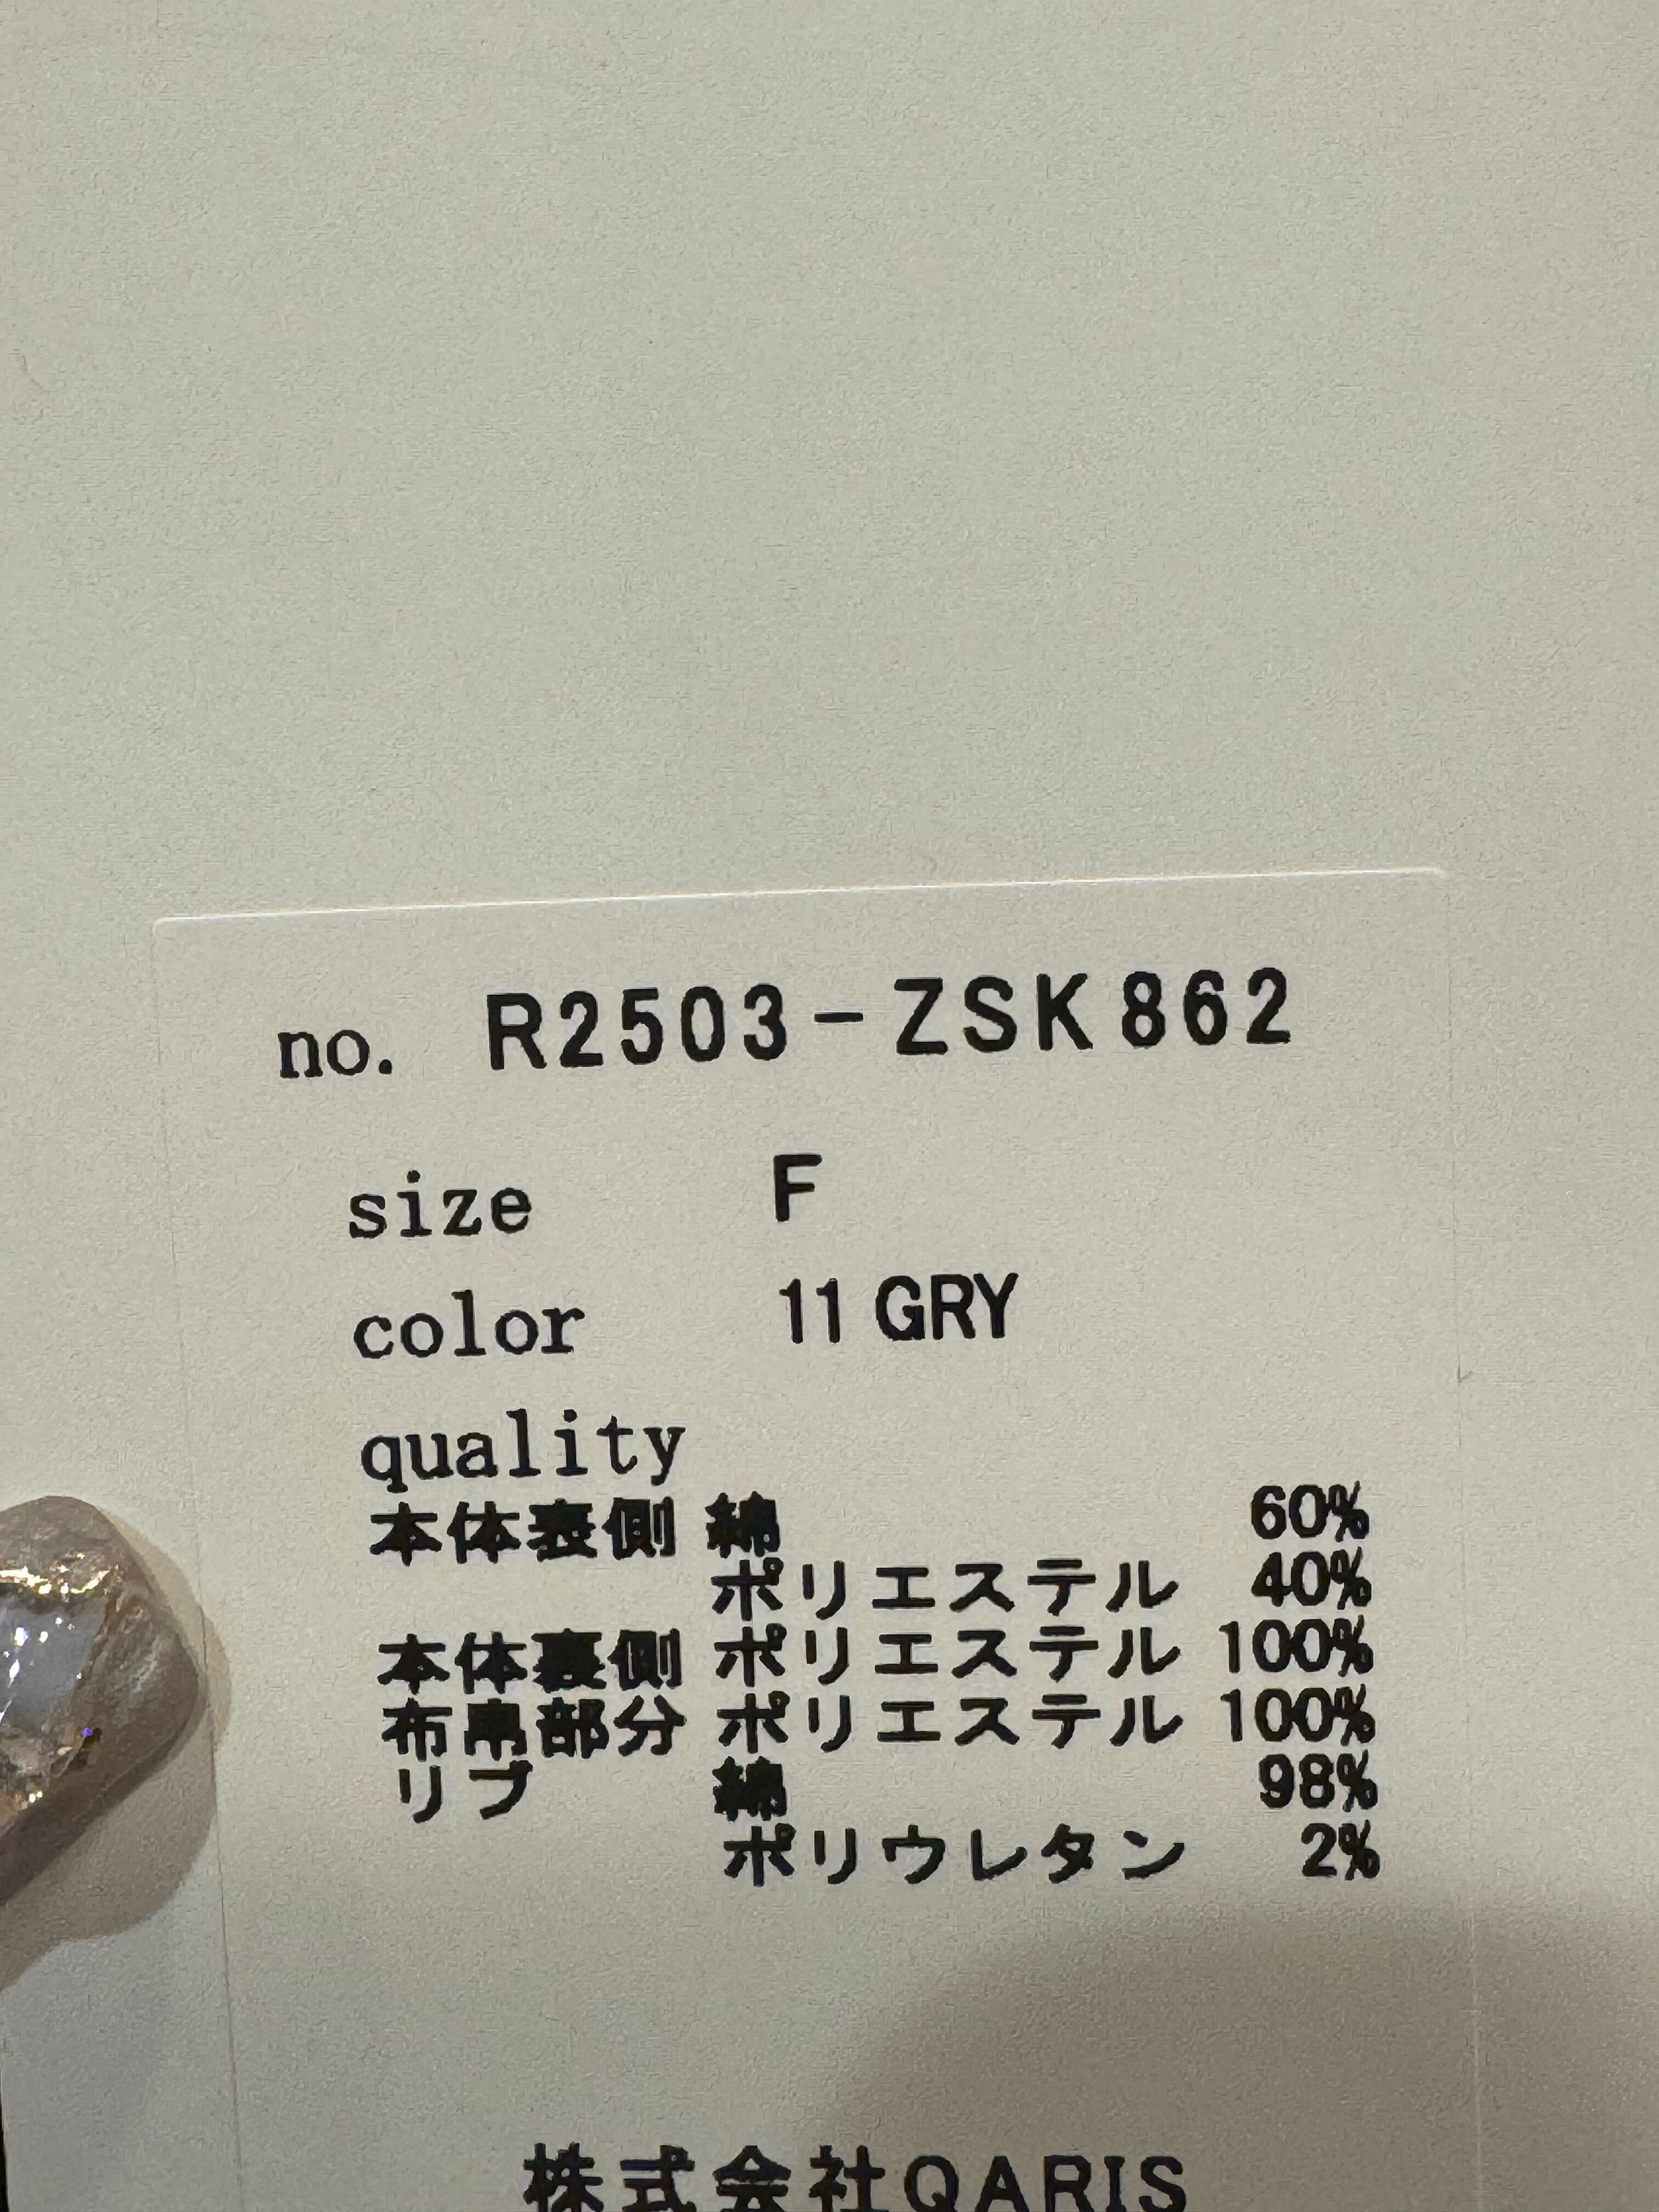 no. R2503-ZSK862
size F
color 11 GRY
quality
本体表側 綿 60%
ポリエステル 40%
本体裏側 ポリエステル 100%
布帛部分 ポリエステル 100%
リブ 綿 98%
ポリウレタン 2%
株式会社QARIS